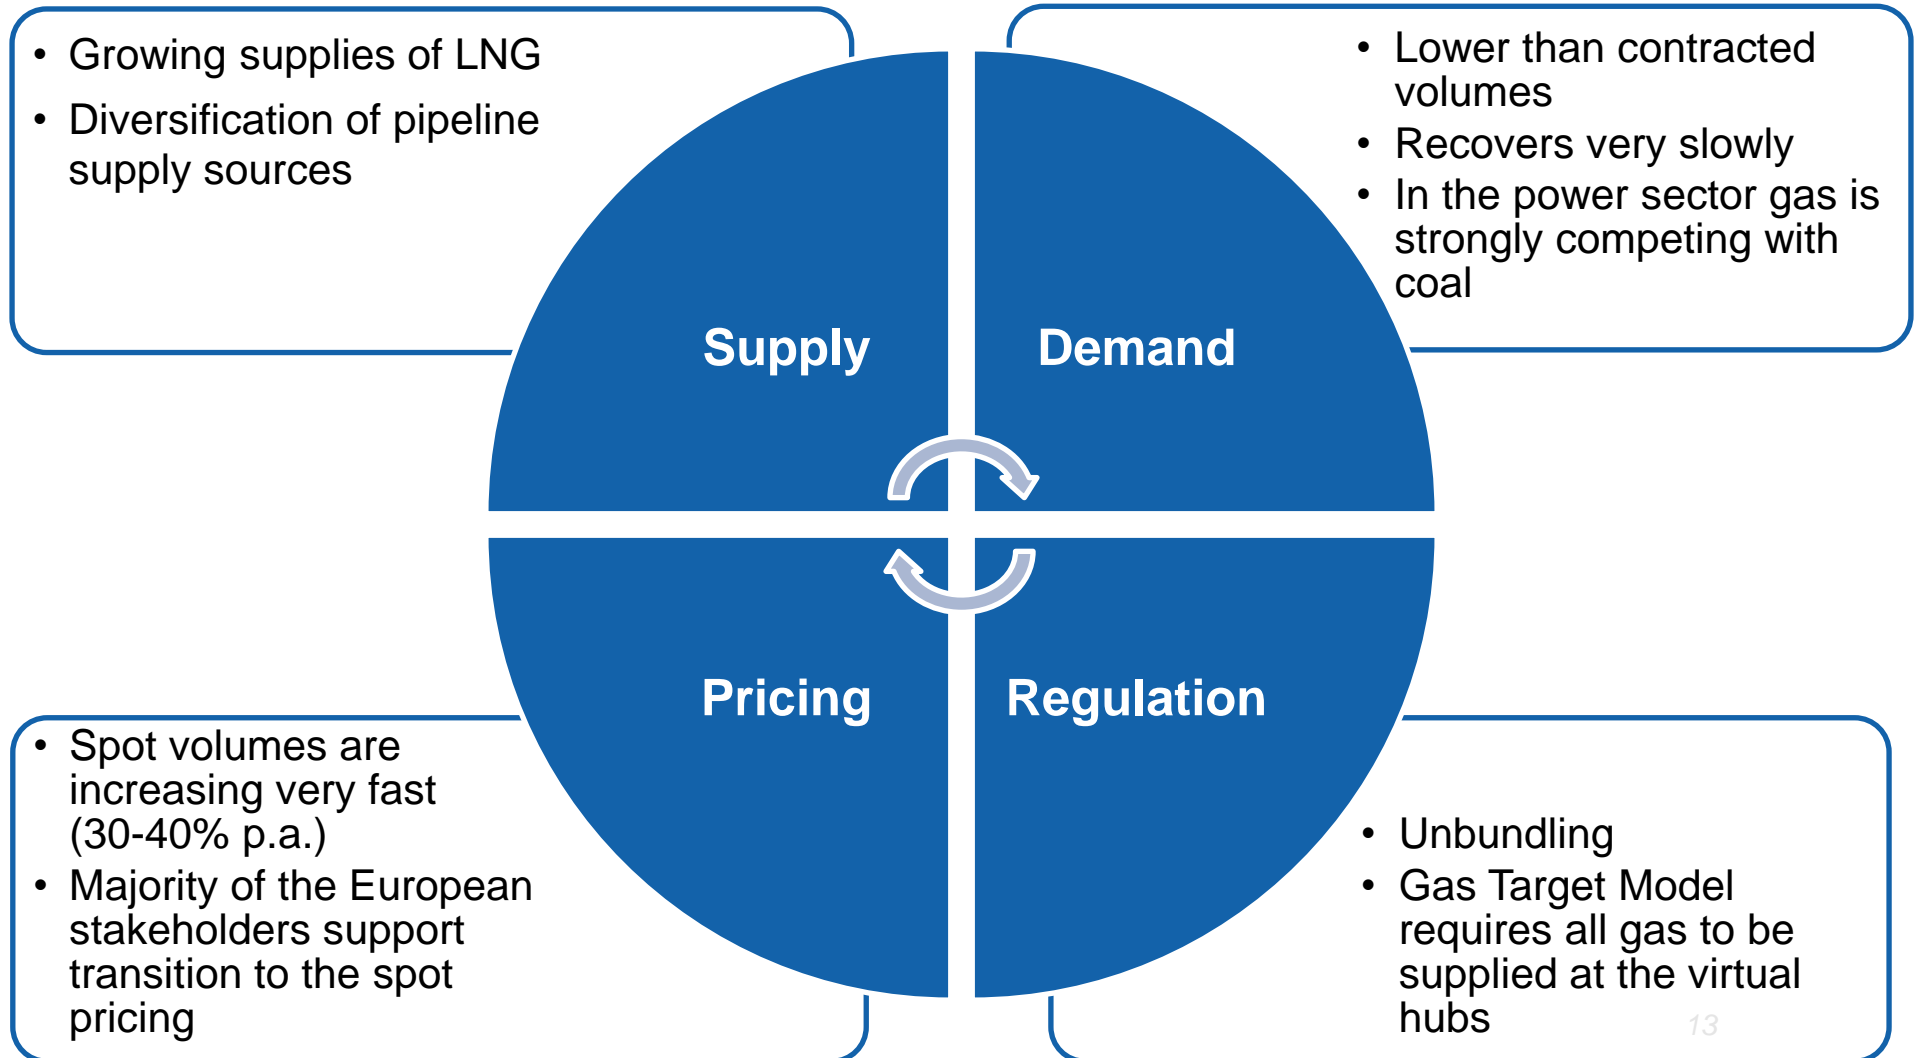 • Growing supplies of LNG
• Diversification of pipeline
supply sources
• Lower than contracted
volumes
• Recovers very slowly
• In the power sector gas is
strongly competing with
coal
Supply
Demand
Pricing
Regulation
• Spot volumes are
increasing very fast
(30-40% p.a.)
• Majority of the European
stakeholders support
transition to the spot
pricing
• Unbundling
• Gas Target Model
requires all gas to be
supplied at the virtual
hubs
13